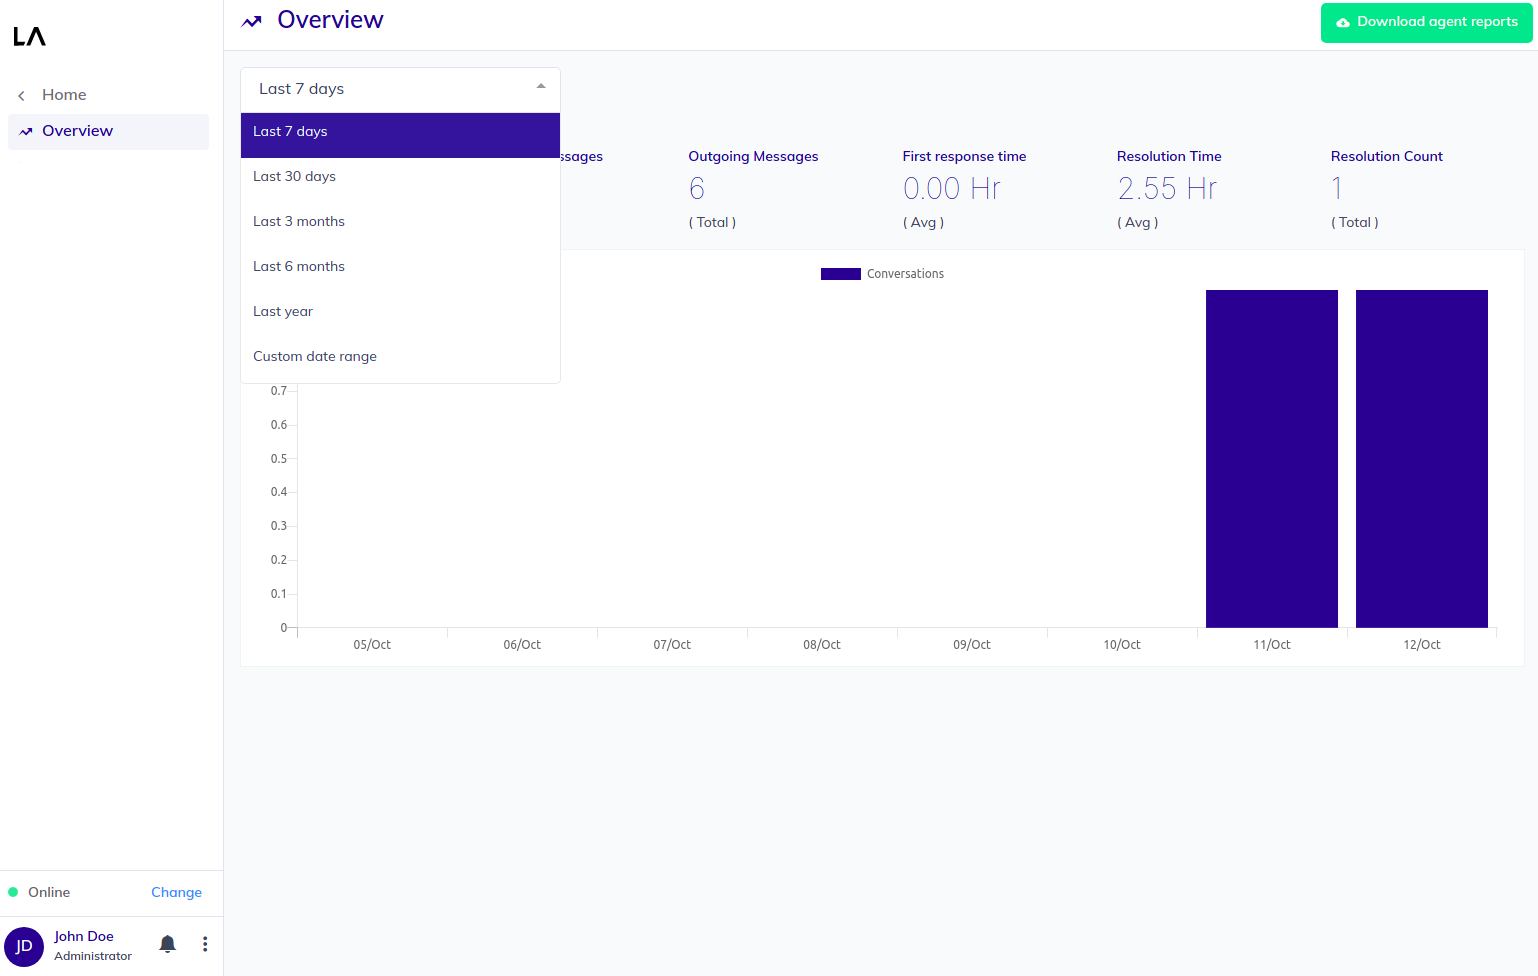 LA
Home
Overview
Online
Change
JD
John Doe
Administrator
Overview
Download agent reports
Last 7 days
Last 7 days
Last 30 days
Last 3 months
Last 6 months
Last year
Custom date range
Outgoing Messages
6
( Total )
First response time
0.00 Hr
( Avg )
Resolution Time
2.55 Hr
( Avg )
Resolution Count
1
( Total )
Conversations
0.7
0.6
0.5
0.4
0.3
0.2
0.1
0
05/Oct 06/Oct 07/Oct 08/Oct 09/Oct 10/Oct 11/Oct 12/Oct